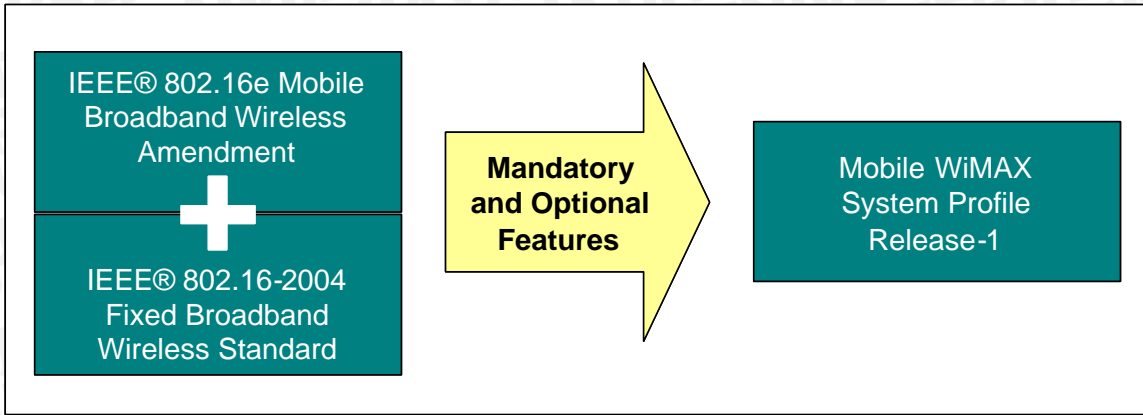 IEEE® 802.16e Mobile
Broadband Wireless
Amendment
IEEE® 802.16-2004
Fixed Broadband
Wireless Standard
Mandatory
and Optional
Features
Mobile WiMAX
System Profile
Release-1